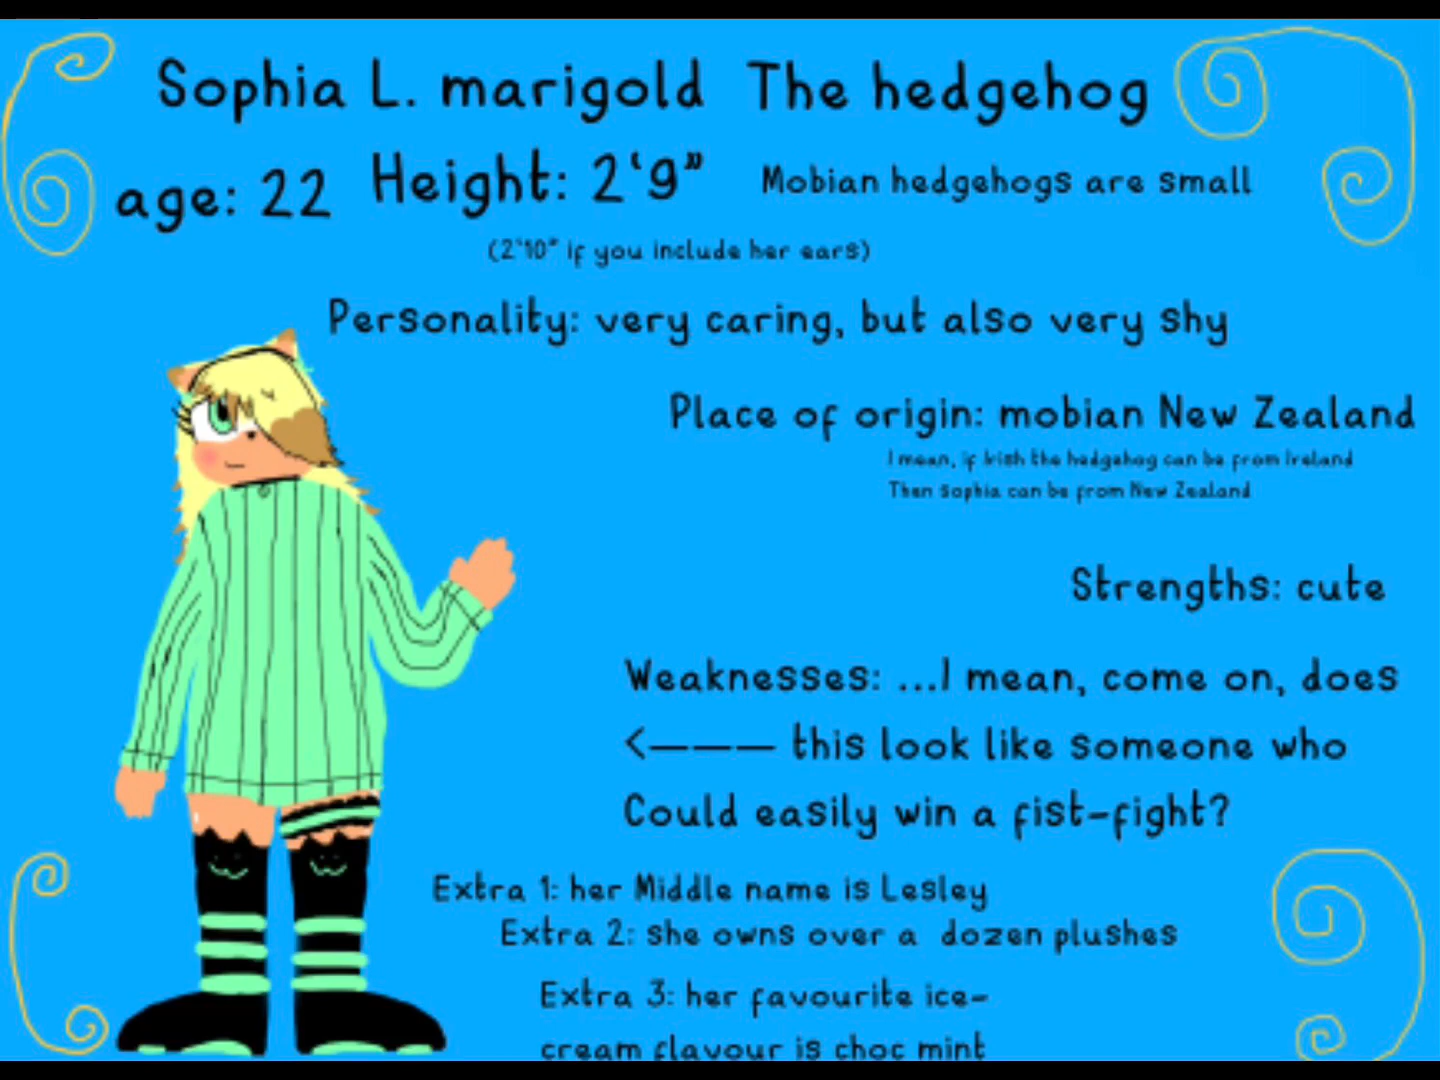 Sophia L. marigold The hedgehog
age: 22 Height: 2'9" Mobian hedgehogs are small
(2'10" if you include her ears)
Personality: very caring, but also very shy
Place of origin: mobian New Zealand
I mean, if Irish the hedgehog can be from Ireland
Then Sophia can be from New Zealand
Strengths: cute
Weaknesses: ...I mean, come on, does
<——— this look like someone who
Could easily win a fist-fight?
Extra 1: her Middle name is Lesley
Extra 2: she owns over a dozen plushes
Extra 3: her favourite ice-
cream flavour is choc mint